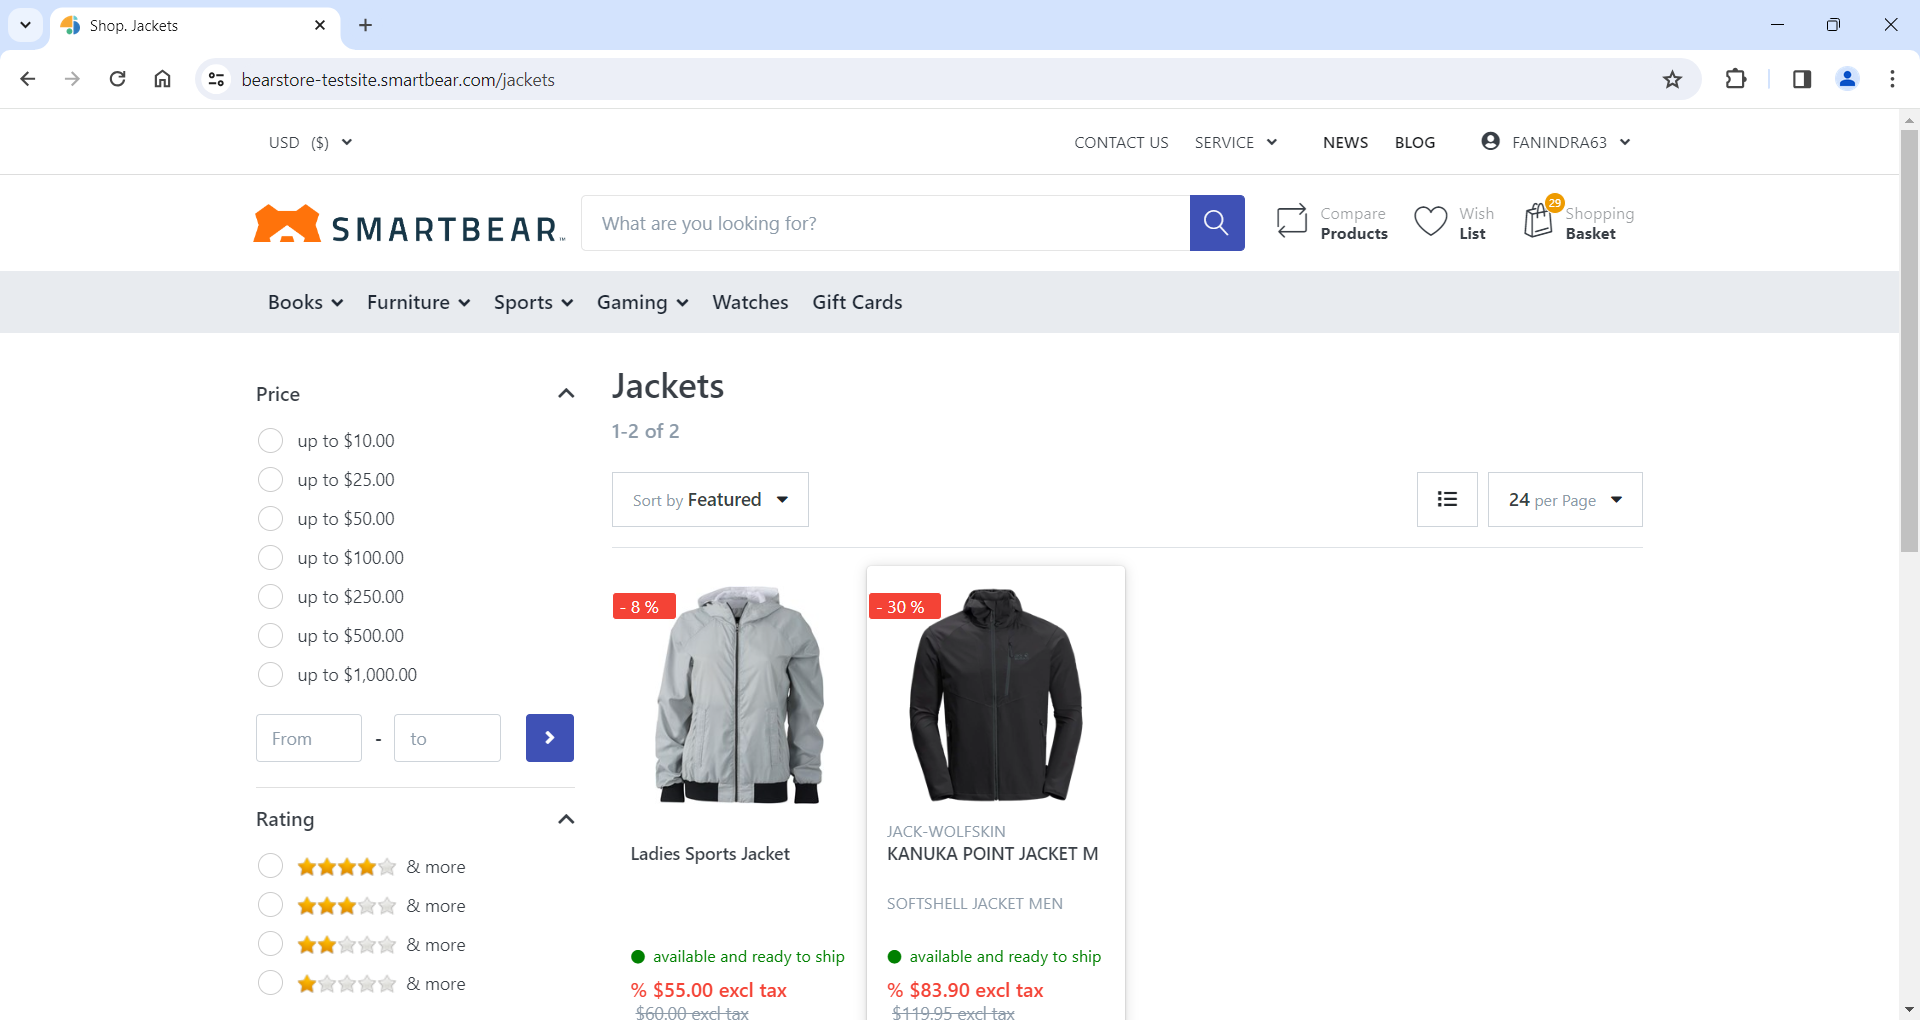 Shop. Jackets
bearstore-testsite.smartbear.com/jackets
USD ($)
CONTACT US SERVICE NEWS BLOG FANINDRA63
SMARTBEAR
What are you looking for?
Compare
Products
Wish
List
29
Shopping
Basket
Books Furniture Sports Gaming Watches Gift Cards
Price
up to $10.00
up to $25.00
up to $50.00
up to $100.00
up to $250.00
up to $500.00
up to $1,000.00
From - to
Rating
& more
& more
& more
& more
Jackets
1-2 of 2
Sort by Featured
24 per Page
- 8 %
Ladies Sports Jacket
available and ready to ship
% $55.00 excl tax
$60.00 excl tax
- 30 %
JACK-WOLFSKIN
KANUKA POINT JACKET M
SOFTSHELL JACKET MEN
available and ready to ship
% $83.90 excl tax
$119.95 excl tax